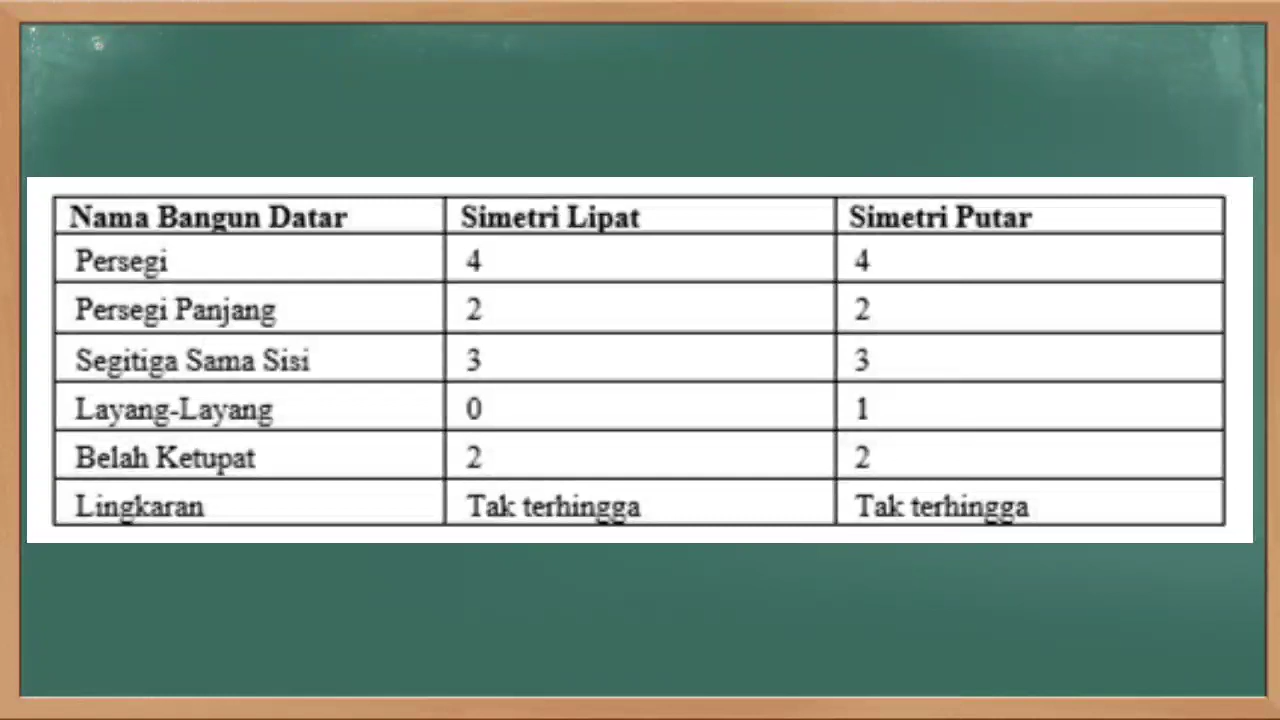 Nama Bangun Datar Simetri Lipat Simetri Putar
Persegi 4 4
Persegi Panjang 2 2
Segitiga Sama Sisi 3 3
Layang-Layang 0 1
Belah Ketupat 2 2
Lingkaran Tak terhingga Tak terhingga